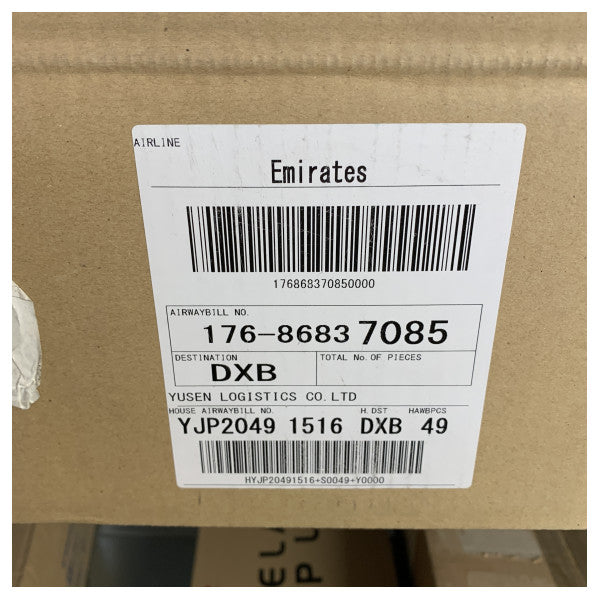 AIRLINE
Emirates
176868370850000
AIRWAYBILL NO.
176-8683 7085
DESTINATION TOTAL No. OF PIECES
DXB
YUSEN LOGISTICS CO. LTD
HOUSE AIRWAYBILL NO. H. DST HAWBPCS
YJP2049 1516 DXB 49
HYJP20491516+S0049+Y0000